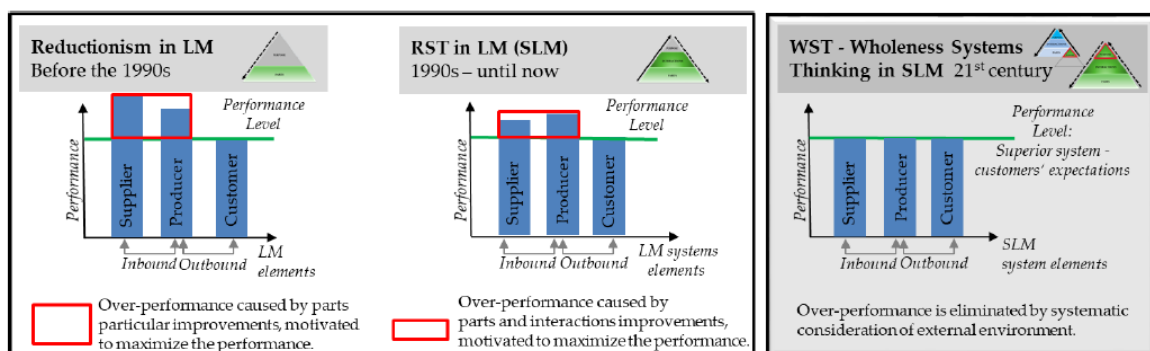 Reductionism in LM
Before the 1990s
Performance
Level
Performance
Supplier
Producer
Customer
Inbound
Outbound
LM
elements
Over-performance caused by parts
particular improvements, motivated
to maximize the performance.
RST in LM (SLM)
1990s – until now
Performance
Level
Performance
Supplier
Producer
Customer
Inbound
Outbound
LM systems
elements
Over-performance caused by
parts and interactions improvements,
motivated to maximize the performance.
WST - Wholeness Systems
Thinking in SLM 21st century
Performance
Level:
Superior system -
customers' expectations
Performance
Supplier
Producer
Customer
Inbound
Outbound
SLM
system elements
Over-performance is eliminated by systematic
consideration of external environment.